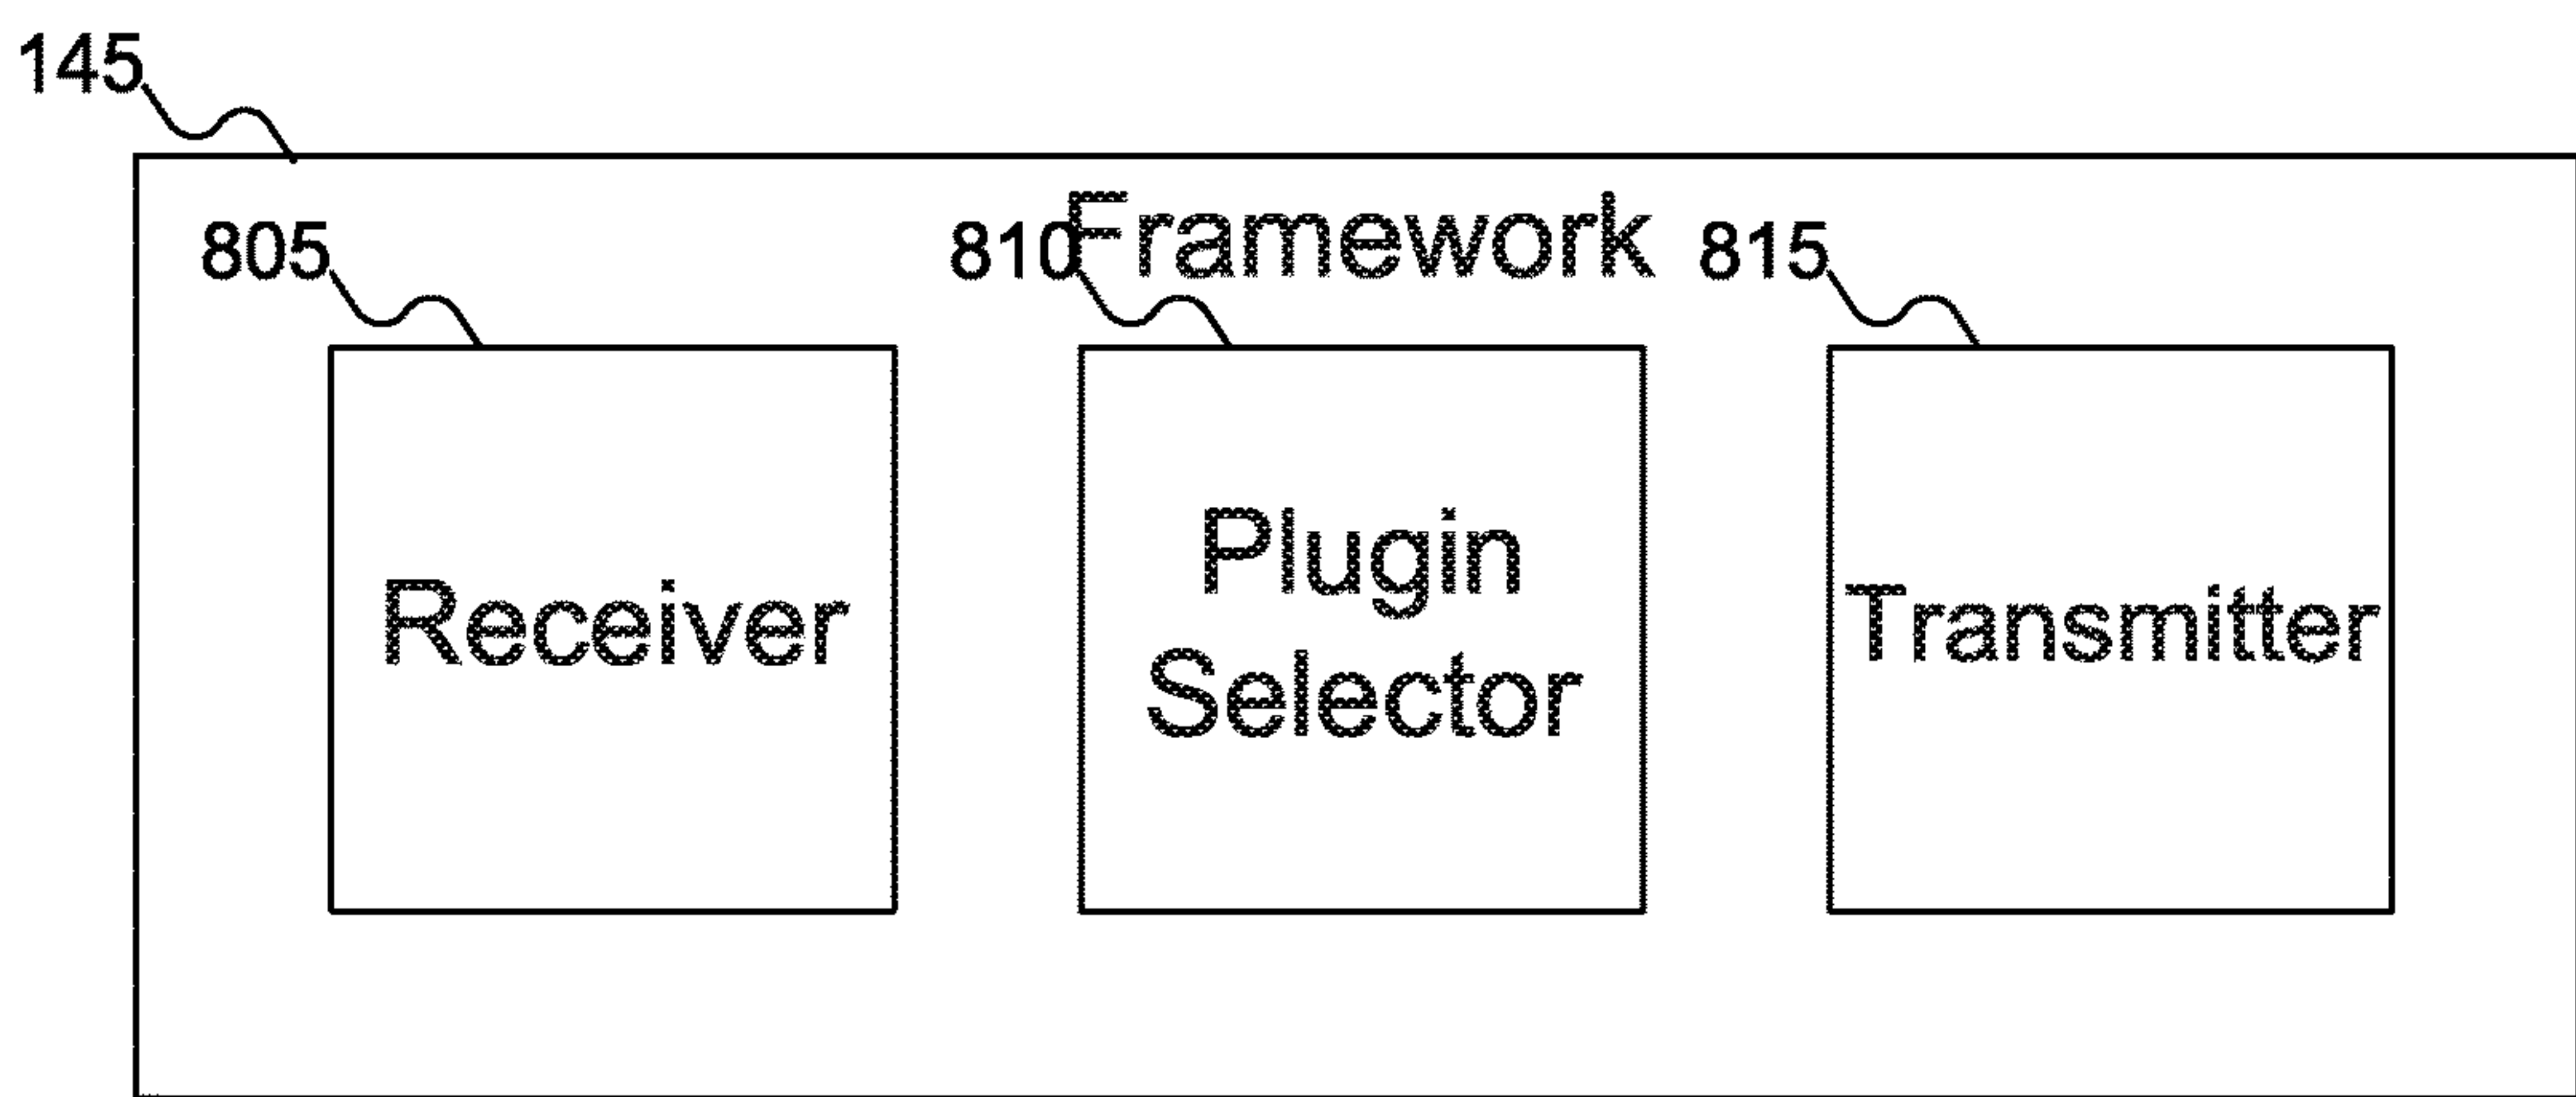 145
Framework
805
810
815
Receiver
Plugin
Selector
Transmitter